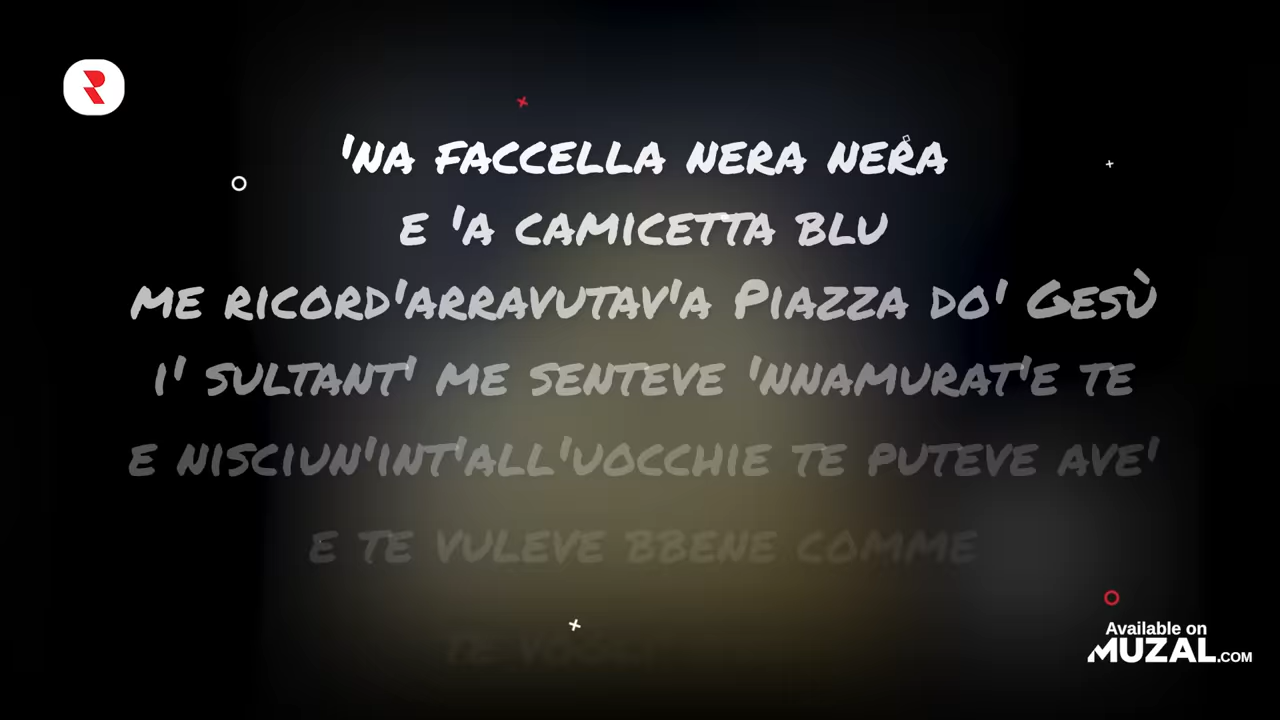 'NA FACCELLA NERA NERA
E 'A CAMICETTA BLU
ME RICORD'ARRAVUTAV'A PIAZZA DO' GESÙ
I' SULTANT' ME SENTEVE 'NNAMURAT'E TE
E NISCIUN'INT'ALL'UOCCHIE TE PUTEVE AVE'
E TE VULEVE BBENE COMME
Available on
MUZAL.COM